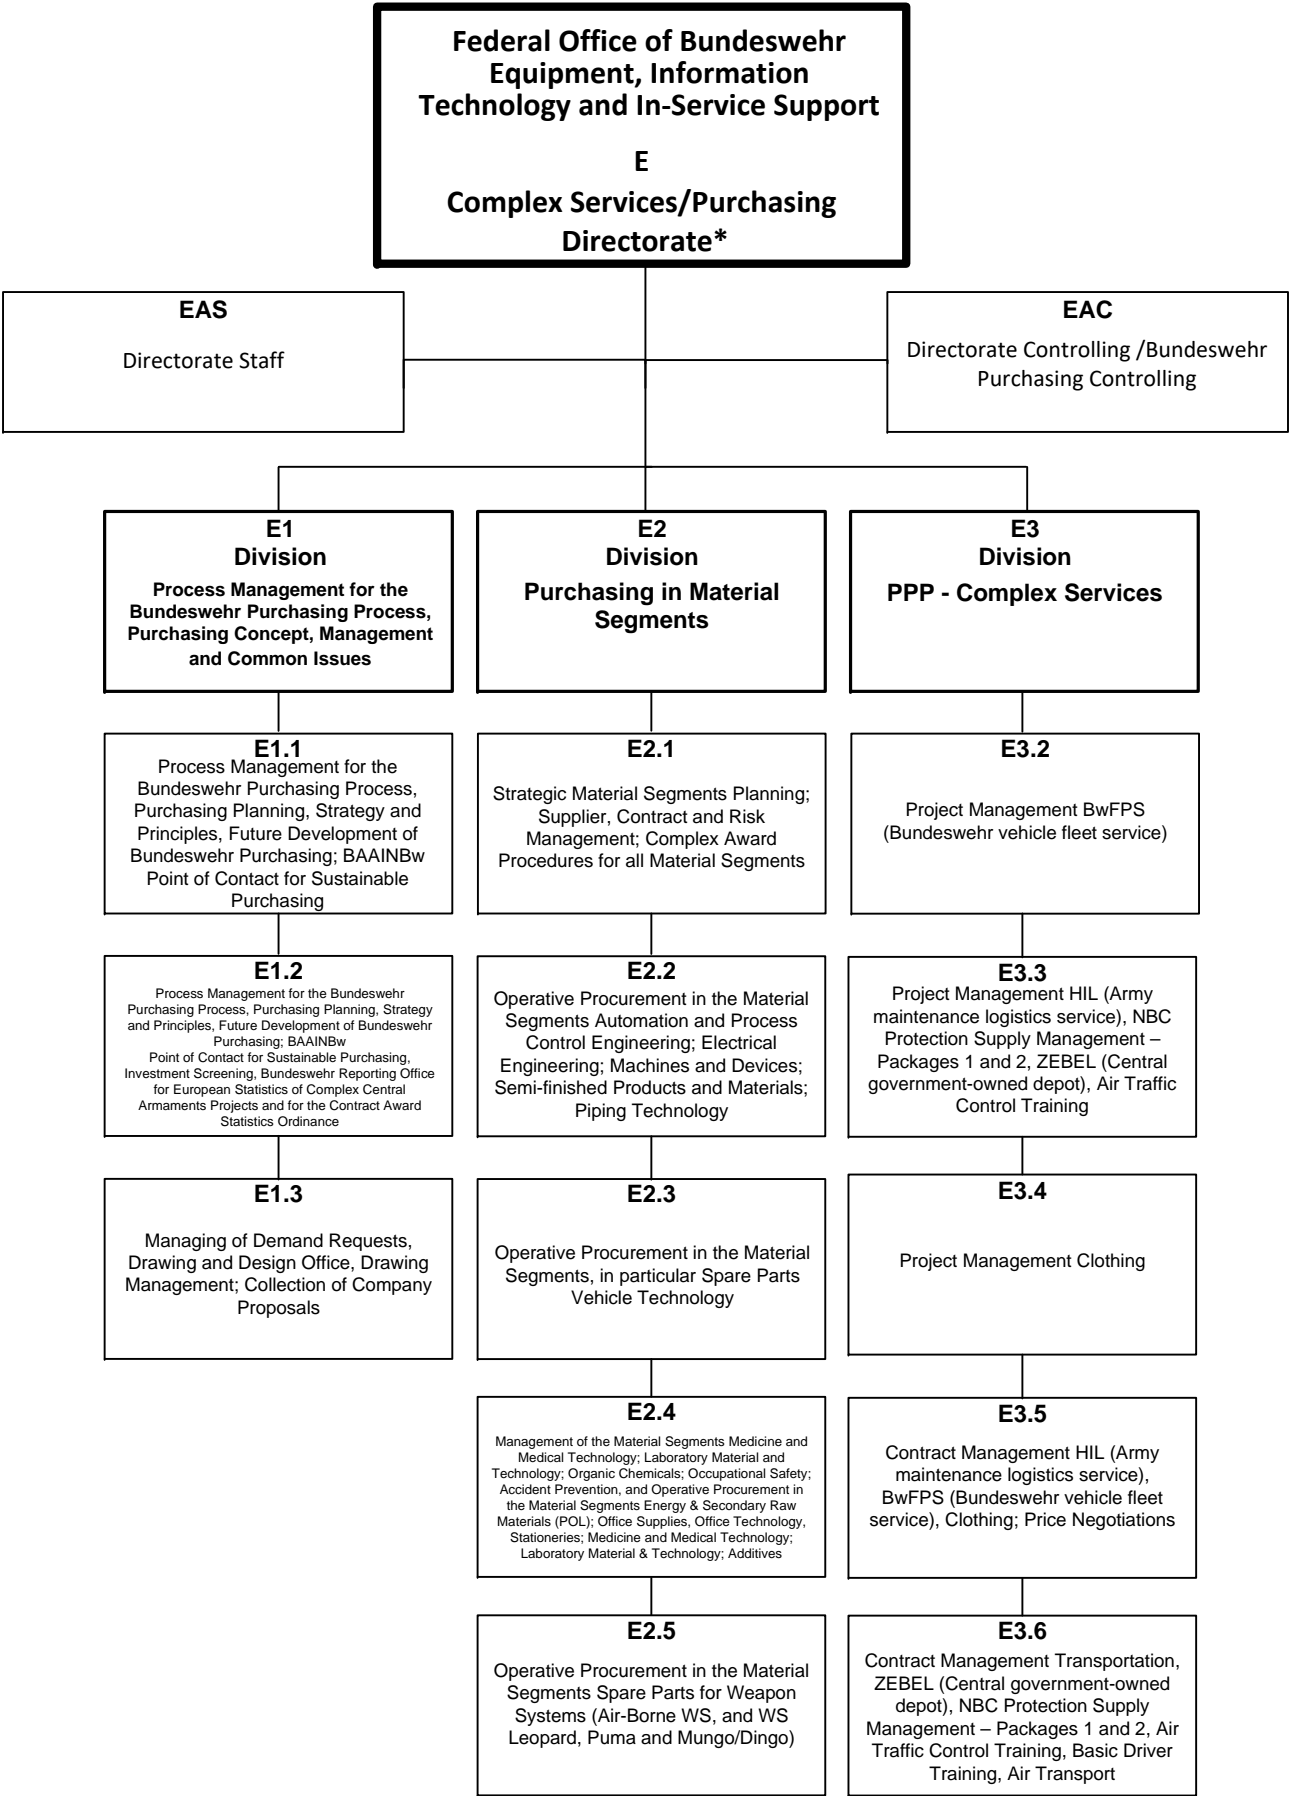 Federal Office of Bundeswehr
Equipment, Information
Technology and In-Service Support
E
Complex Services/Purchasing
Directorate*
EAS
Directorate Staff
EAC
Directorate Controlling /Bundeswehr
Purchasing Controlling
E1
Division
Process Management for the
Bundeswehr Purchasing Process,
Purchasing Concept, Management
and Common Issues
E2
Division
Purchasing in Material
Segments
E3
Division
PPP - Complex Services
E1.1
Process Management for the
Bundeswehr Purchasing Process,
Purchasing Planning, Strategy and
Principles, Future Development of
Bundeswehr Purchasing; BAAINBw
Point of Contact for Sustainable
Purchasing
E2.1
Strategic Material Segments Planning;
Supplier, Contract and Risk
Management; Complex Award
Procedures for all Material Segments
E3.2
Project Management BwFPS
(Bundeswehr vehicle fleet service)
E1.2
Process Management for the Bundeswehr
Purchasing Process, Purchasing Planning, Strategy
and Principles, Future Development of Bundeswehr
Purchasing; BAAINBw
Point of Contact for Sustainable Purchasing,
Investment Screening, Bundeswehr Reporting Office
for European Statistics of Complex Central
Armaments Projects and for the Contract Award
Statistics Ordinance
E2.2
Operative Procurement in the Material
Segments Automation and Process
Control Engineering; Electrical
Engineering; Machines and Devices;
Semi-finished Products and Materials;
Piping Technology
E3.3
Project Management HIL (Army
maintenance logistics service), NBC
Protection Supply Management –
Packages 1 and 2, ZEBEL (Central
government-owned depot), Air Traffic
Control Training
E1.3
Managing of Demand Requests,
Drawing and Design Office, Drawing
Management; Collection of Company
Proposals
E2.3
Operative Procurement in the Material
Segments, in particular Spare Parts
Vehicle Technology
E3.4
Project Management Clothing
E2.4
Management of the Material Segments Medicine and
Medical Technology; Laboratory Material and
Technology; Organic Chemicals; Occupational Safety;
Accident Prevention, and Operative Procurement in
the Material Segments Energy & Secondary Raw
Materials (POL); Office Supplies, Office Technology,
Stationeries; Medicine and Medical Technology;
Laboratory Material & Technology; Additives
E3.5
Contract Management HIL (Army
maintenance logistics service),
BwFPS (Bundeswehr vehicle fleet
service), Clothing; Price Negotiations
E2.5
Operative Procurement in the Material
Segments Spare Parts for Weapon
Systems (Air-Borne WS, and WS
Leopard, Puma and Mungo/Dingo)
E3.6
Contract Management Transportation,
ZEBEL (Central government-owned
depot), NBC Protection Supply
Management – Packages 1 and 2, Air
Traffic Control Training, Basic Driver
Training, Air Transport